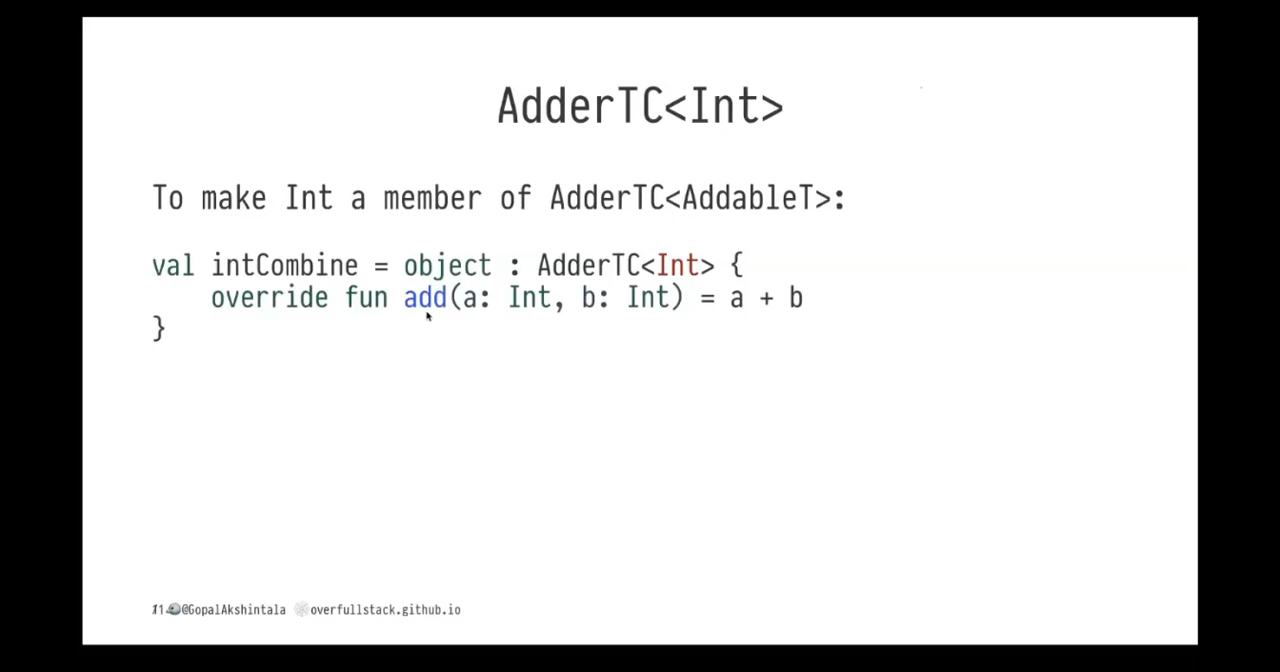 AdderTC<Int>
To make Int a member of AdderTC<AddableT>:
val intCombine = object : AdderTC<Int> {
    override fun add(a: Int, b: Int) = a + b
}
11 @GopalAkshintala overfullstack.github.io